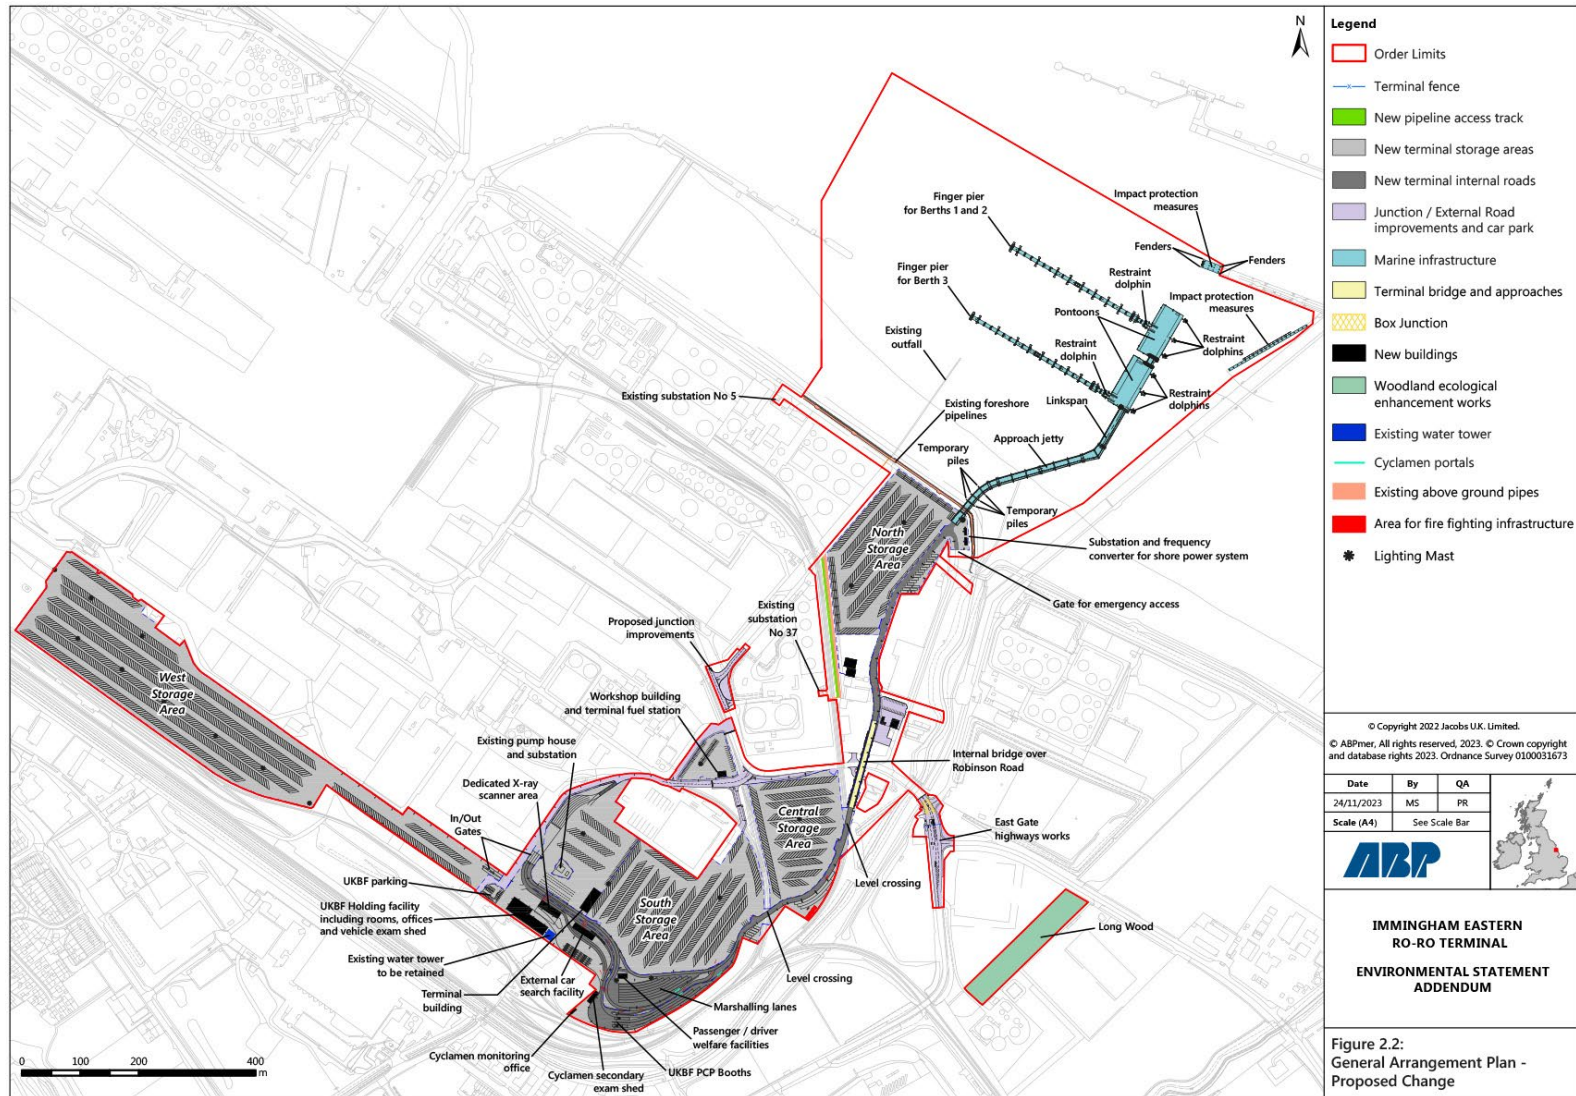 N
Finger pier
for Berths 1 and 2
Impact protection
measures
Fenders
Fenders
Finger pier
for Berth 3
Restraint
dolphin
Pontoons
Impact protection
measures
Existing
outfall
Restraint
dolphin
Restraint
dolphins
Existing substation No 5
Existing foreshore
pipelines
Linkspan
Restraint
dolphins
Temporary
piles
Approach jetty
Temporary
piles
North
Storage
Area
Substation and frequency
converter for shore power system
Gate for emergency access
Existing
substation
No 37
Proposed junction
improvements
West
Storage
Area
Workshop building
and terminal fuel station
Existing pump house
and substation
Internal bridge over
Robinson Road
Dedicated X-ray
scanner area
Central
Storage
Area
In/Out
Gates
East Gate
highways works
UKBF parking
Level crossing
UKBF Holding facility
including rooms, offices
and vehicle exam shed
South
Storage
Area
Long Wood
Existing water tower
to be retained
External car
search facility
Level crossing
Terminal
building
Marshalling lanes
Passenger / driver
welfare facilities
Cyclamen monitoring
office
Cyclamen secondary
exam shed
UKBF PCP Booths
0 100 200 400
m
Legend
Order Limits
Terminal fence
New pipeline access track
New terminal storage areas
New terminal internal roads
Junction / External Road
improvements and car park
Marine infrastructure
Terminal bridge and approaches
Box Junction
New buildings
Woodland ecological
enhancement works
Existing water tower
Cyclamen portals
Existing above ground pipes
Area for fire fighting infrastructure
Lighting Mast
© Copyright 2022 Jacobs U.K. Limited.
© ABPmer, All rights reserved, 2023. © Crown copyright
and database rights 2023. Ordnance Survey 0100031673
Date By QA
24/11/2023 MS PR
Scale (A4) See Scale Bar
ABP
IMMINGHAM EASTERN
RO-RO TERMINAL
ENVIRONMENTAL STATEMENT
ADDENDUM
Figure 2.2:
General Arrangement Plan -
Proposed Change